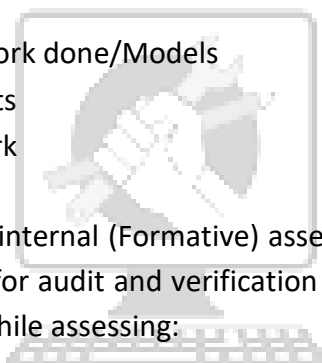 ork done/Models
ts
rk
internal (Formative) asse
for audit and verification
hile assessing: